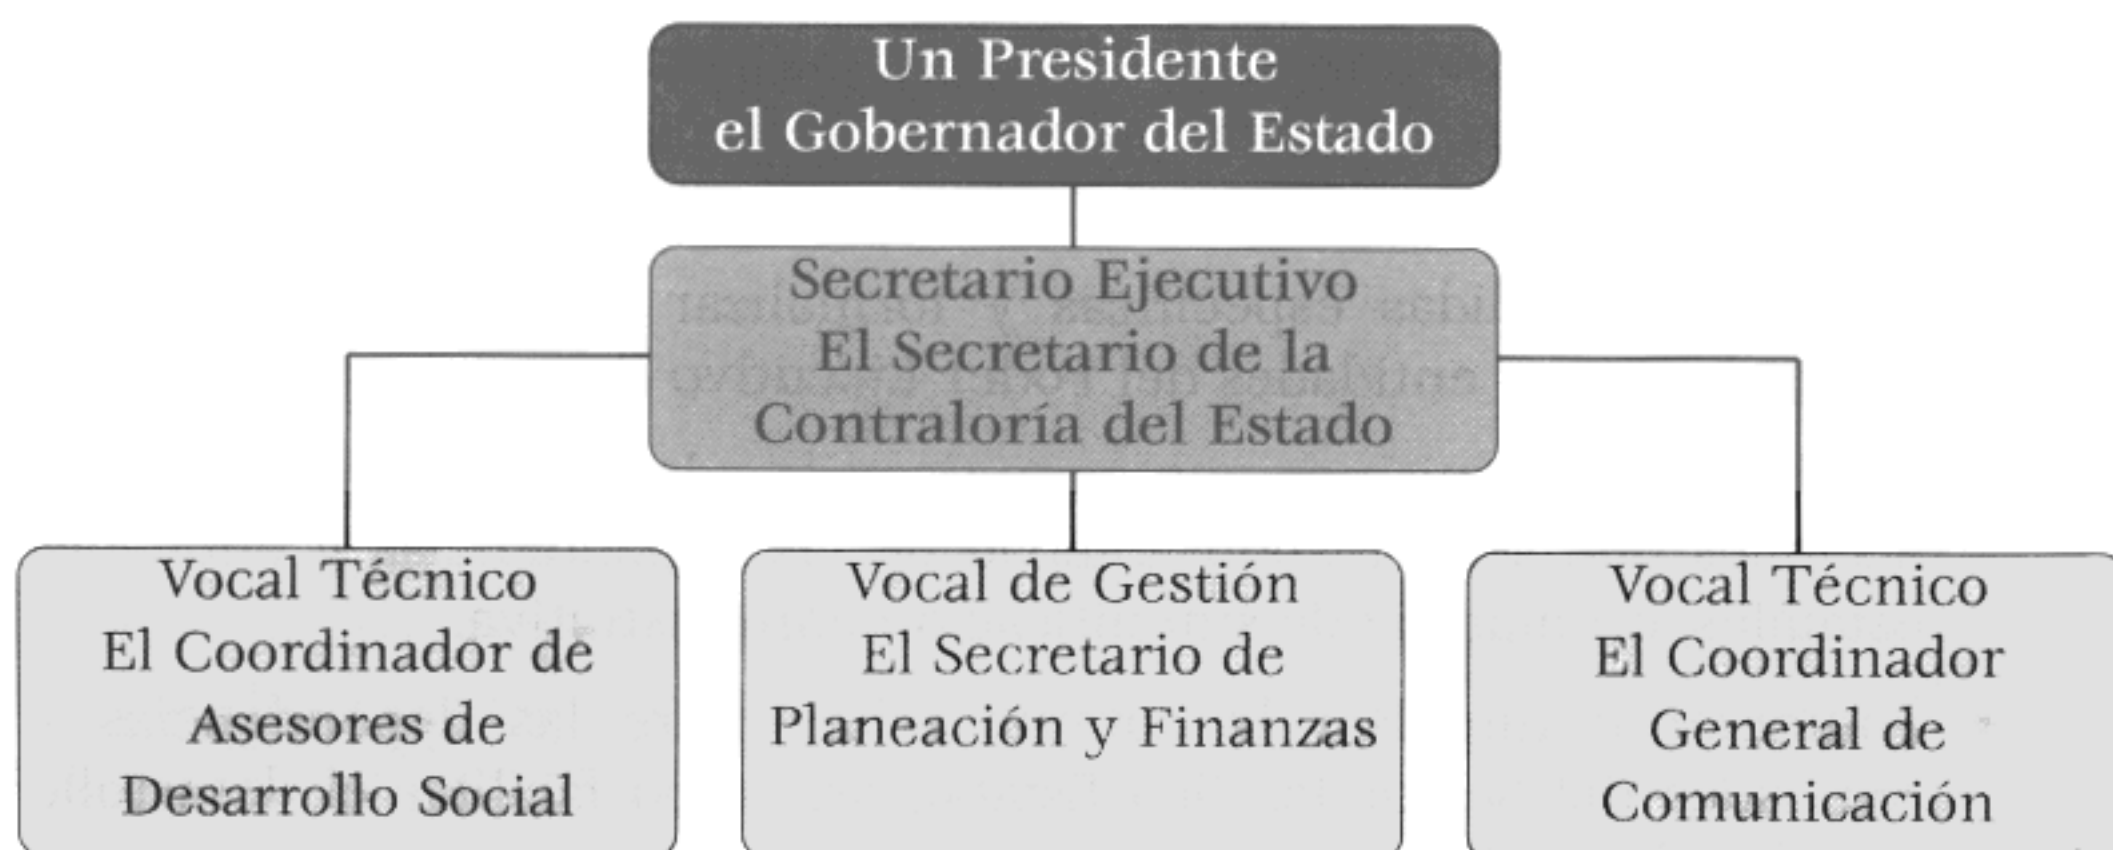 Un Presidente
el Gobernador del Estado
Secretario Ejecutivo
El Secretario de la
Contraloría del Estado
Vocal Técnico
El Coordinador de
Asesores de
Desarrollo Social
Vocal de Gestión
El Secretario de
Planeación y Finanzas
Vocal Técnico
El Coordinador
General de
Comunicación